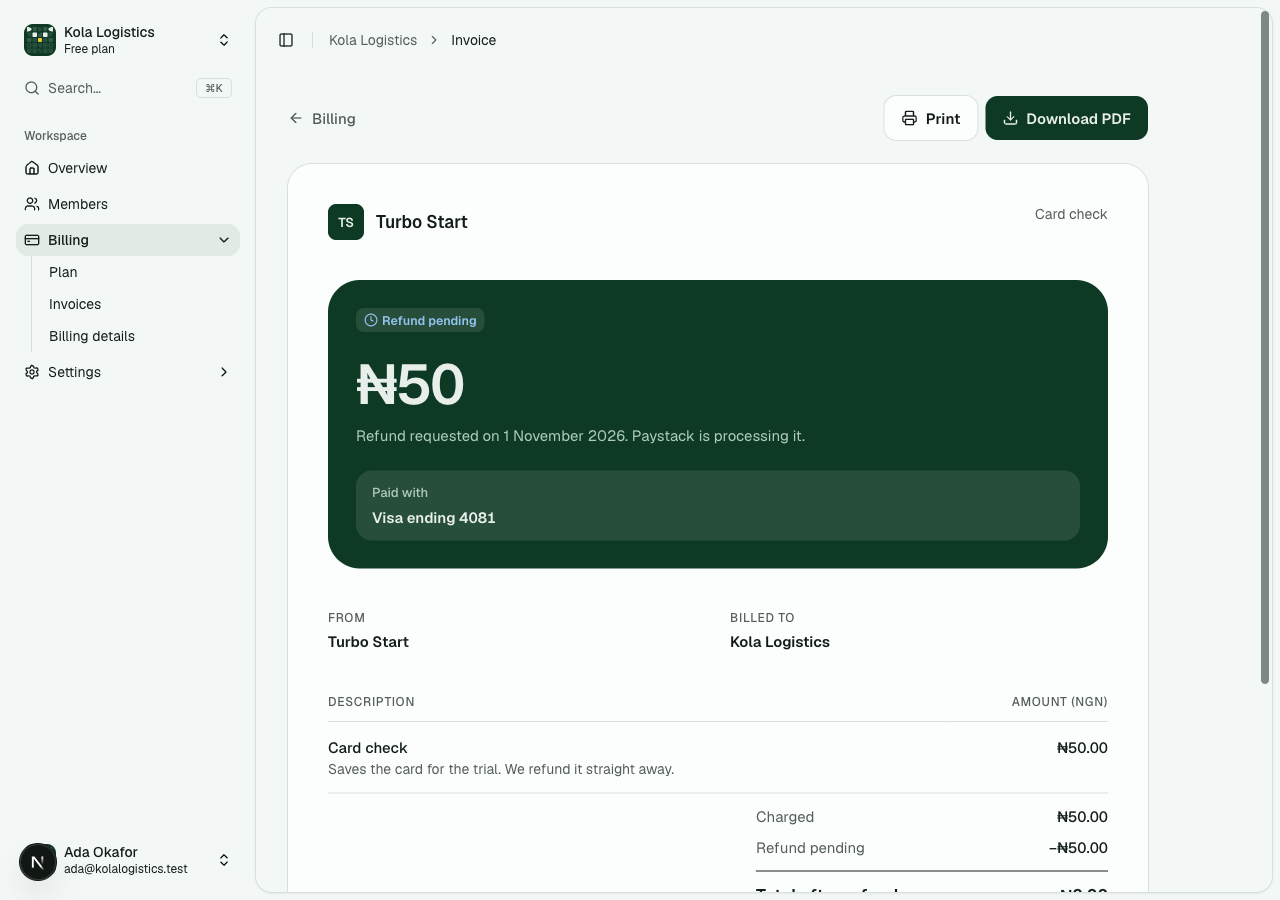 Kola Logistics
Free plan
Search...
⌘K
Workspace
Overview
Members
Billing
Plan
Invoices
Billing details
Settings
Ada Okafor
ada@kolalogistics.test
N
Kola Logistics
Invoice
Billing
Print
Download PDF
TS
Turbo Start
Card check
Refund pending
₦50
Refund requested on 1 November 2026. Paystack is processing it.
Paid with
Visa ending 4081
FROM
Turbo Start
BILLED TO
Kola Logistics
DESCRIPTION
AMOUNT (NGN)
Card check
₦50.00
Saves the card for the trial. We refund it straight away.
Charged
₦50.00
Refund pending
−₦50.00